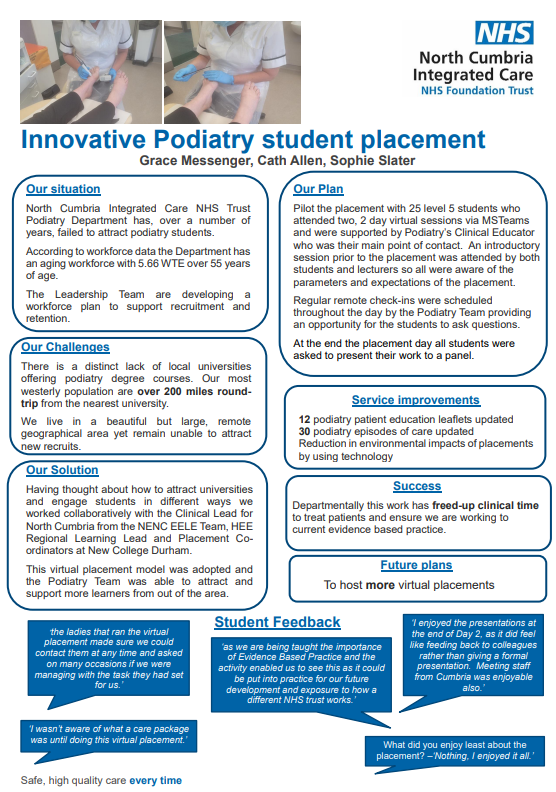 NHS
North Cumbria
Integrated Care
NHS Foundation Trust
Innovative Podiatry student placement
Grace Messenger, Cath Allen, Sophie Slater
Our situation
North Cumbria Integrated Care NHS Trust
Podiatry Department has, over a number of
years, failed to attract podiatry students.
According to workforce data the Department has
an aging workforce with 5.66 WTE over 55 years
of age.
The Leadership Team are developing a
workforce plan to support recruitment and
retention.
Our Challenges
There is a distinct lack of local universities
offering podiatry degree courses. Our most
westerly population are over 200 miles round-
trip from the nearest university.
We live in a beautiful but large, remote
geographical area yet remain unable to attract
new recruits.
Our Solution
Having thought about how to attract universities
and engage students in different ways we
worked collaboratively with the Clinical Lead for
North Cumbria from the NENC EELE Team, HEE
Regional Learning Lead and Placement Co-
ordinators at New College Durham.
This virtual placement model was adopted and
the Podiatry Team was able to attract and
support more learners from out of the area.
Our Plan
Pilot the placement with 25 level 5 students who
attended two, 2 day virtual sessions via MSTeams
and were supported by Podiatry's Clinical Educator
who was their main point of contact. An introductory
session prior to the placement was attended by both
students and lecturers so all were aware of the
parameters and expectations of the placement.
Regular remote check-ins were scheduled
throughout the day by the Podiatry Team providing
an opportunity for the students to ask questions.
At the end the placement day all students were
asked to present their work to a panel.
Service improvements
12 podiatry patient education leaflets updated
30 podiatry episodes of care updated
Reduction in environmental impacts of placements
by using technology
Success
Departmentally this work has freed-up clinical time
to treat patients and ensure we are working to
current evidence based practice.
Future plans
To host more virtual placements
Student Feedback
'the ladies that ran the virtual
placement made sure we could
contact them at any time and asked
on many occasions if we were
managing with the task they had set
for us.'
'I wasn't aware of what a care package
was until doing this virtual placement.'
'as we are being taught the importance
of Evidence Based Practice and the
activity enabled us to see this as it could
be put into practice for our future
development and exposure to how a
different NHS trust works.'
'I enjoyed the presentations at
the end of Day 2, as it did feel
like feeding back to colleagues
rather than giving a formal
presentation. Meeting staff
from Cumbria was enjoyable
also.'
What did you enjoy least about the
placement? –'Nothing, I enjoyed it all.'
Safe, high quality care every time